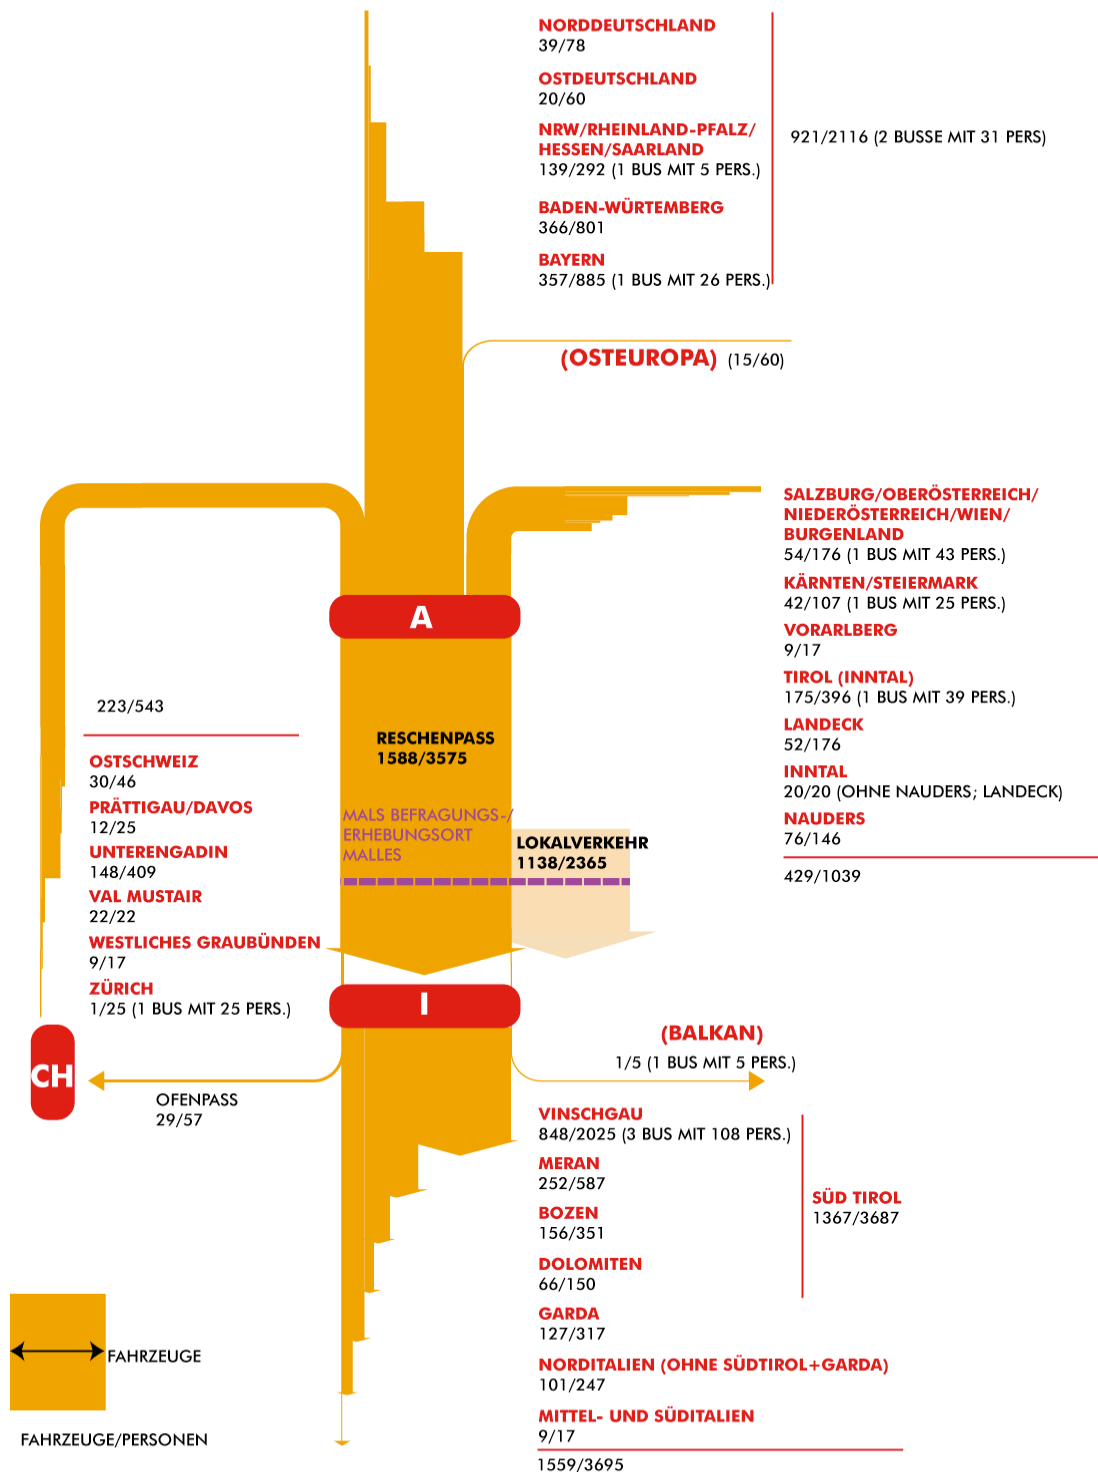 NORDDEUTSCHLAND
39/78
OSTDEUTSCHLAND
20/60
NRW/RHEINLAND-PFALZ/
HESSEN/SAARLAND
139/292 (1 BUS MIT 5 PERS.)
BADEN-WÜRTEMBERG
366/801
BAYERN
357/885 (1 BUS MIT 26 PERS.)
921/2116 (2 BUSSE MIT 31 PERS)
(OSTEUROPA) (15/60)
SALZBURG/OBERÖSTERREICH/
NIEDERÖSTERREICH/WIEN/
BURGENLAND
54/176 (1 BUS MIT 43 PERS.)
KÄRNTEN/STEIERMARK
42/107 (1 BUS MIT 25 PERS.)
VORARLBERG
9/17
TIROL (INNTAL)
175/396 (1 BUS MIT 39 PERS.)
LANDECK
52/176
INNTAL
20/20 (OHNE NAUDERS; LANDECK)
NAUDERS
76/146
429/1039
A
RESCHENPASS
1588/3575
MALS BEFRAGUNGS-/
ERHEBUNGSORT
MALLES
LOKALVERKEHR
1138/2365
223/543
OSTSCHWEIZ
30/46
PRÄTTIGAU/DAVOS
12/25
UNTERENGADIN
148/409
VAL MUSTAIR
22/22
WESTLICHES GRAUBÜNDEN
9/17
ZÜRICH
1/25 (1 BUS MIT 25 PERS.)
I
CH
OFENPASS
29/57
(BALKAN)
1/5 (1 BUS MIT 5 PERS.)
VINSCHGAU
848/2025 (3 BUS MIT 108 PERS.)
MERAN
252/587
BOZEN
156/351
DOLOMITEN
66/150
SÜD TIROL
1367/3687
GARDA
127/317
NORDITALIEN (OHNE SÜDTIROL+GARDA)
101/247
MITTEL- UND SÜDITALIEN
9/17
1559/3695
FAHRZEUGE
FAHRZEUGE/PERSONEN